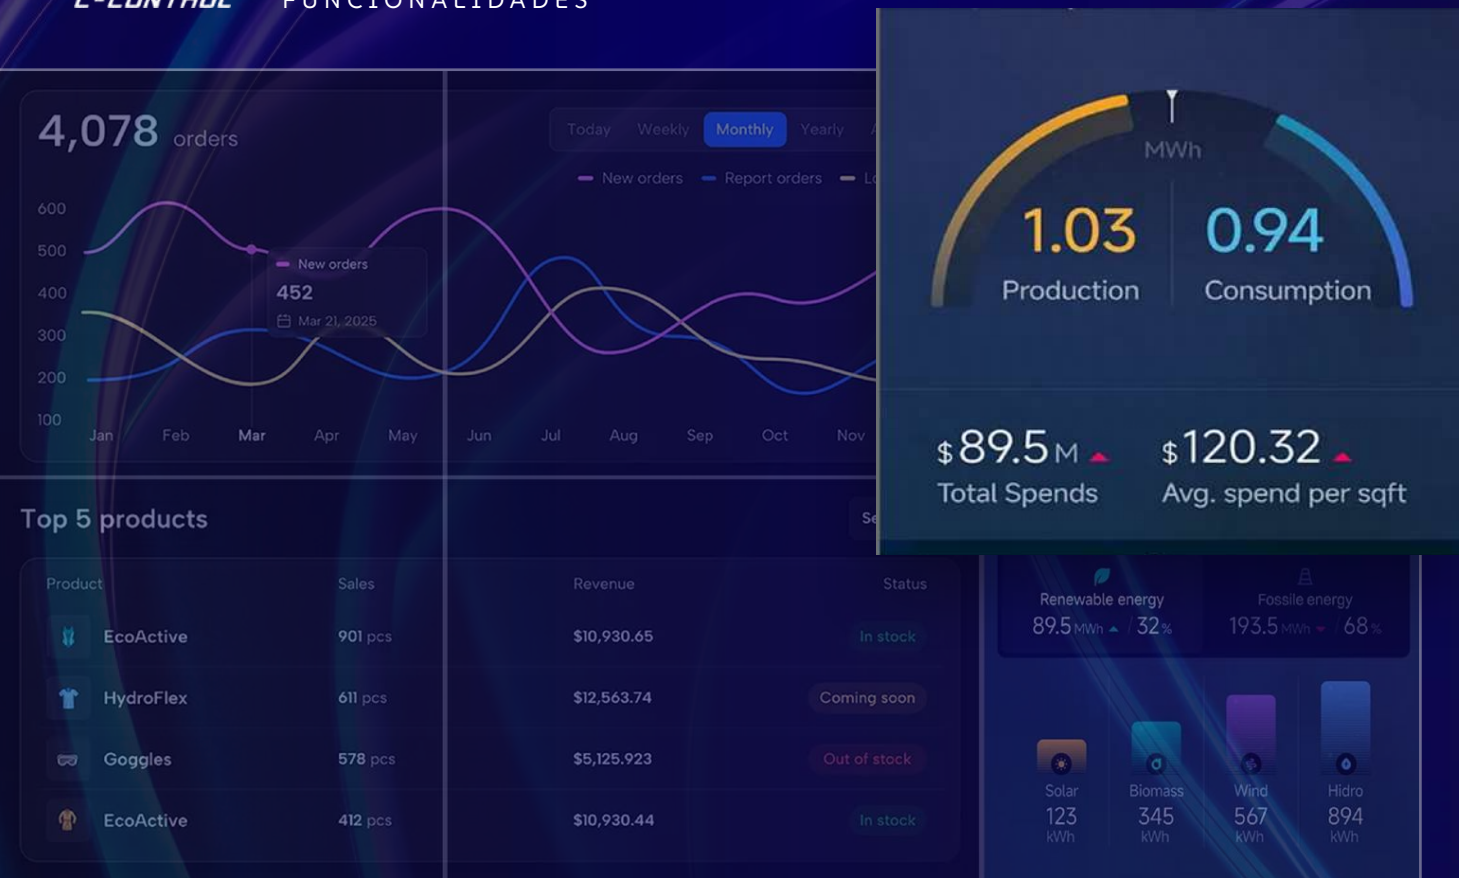 E-CONTROL FUNCIONALIDADES
4,078 orders
Today Weekly Monthly Yearly
New orders Report orders
600
500
400
300
200
100
New orders
452
Mar 21, 2025
Jan Feb Mar Apr May Jun Jul Aug Sep Oct Nov
MWh
1.03 0.94
Production Consumption
$89.5 M $120.32
Total Spends Avg. spend per sqft
Top 5 products
Product Sales Revenue Status
EcoActive 901 pcs $10,930.65 In stock
HydroFlex 611 pcs $12,563.74 Coming soon
Goggles 578 pcs $5,125.923 Out of stock
EcoActive 412 pcs $10,930.44 In stock
Renewable energy Fossile energy
89.5 MWh / 32% 193.5 MWh / 68%
Solar Biomass Wind Hidro
123 345 567 894
kWh kWh kWh kWh